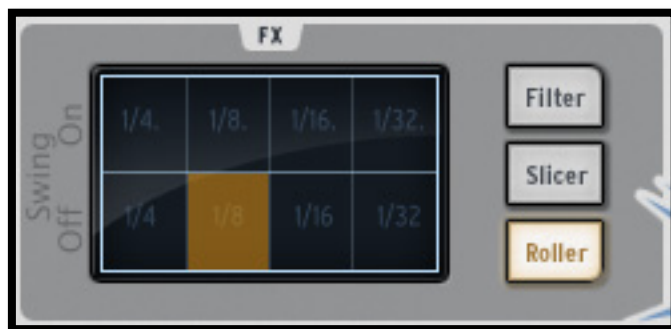 FX
Swing
Off On
1/4. 1/8. 1/16. 1/32.
1/4 1/8 1/16 1/32
Filter
Slicer
Roller